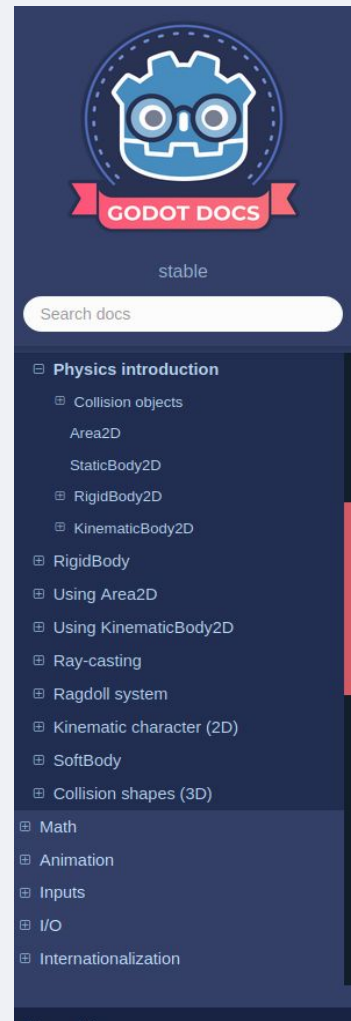 GODOT DOCS
stable
Search docs
Physics introduction
Collision objects
Area2D
StaticBody2D
RigidBody2D
KinematicBody2D
RigidBody
Using Area2D
Using KinematicBody2D
Ray-casting
Ragdoll system
Kinematic character (2D)
SoftBody
Collision shapes (3D)
Math
Animation
Inputs
I/O
Internationalization